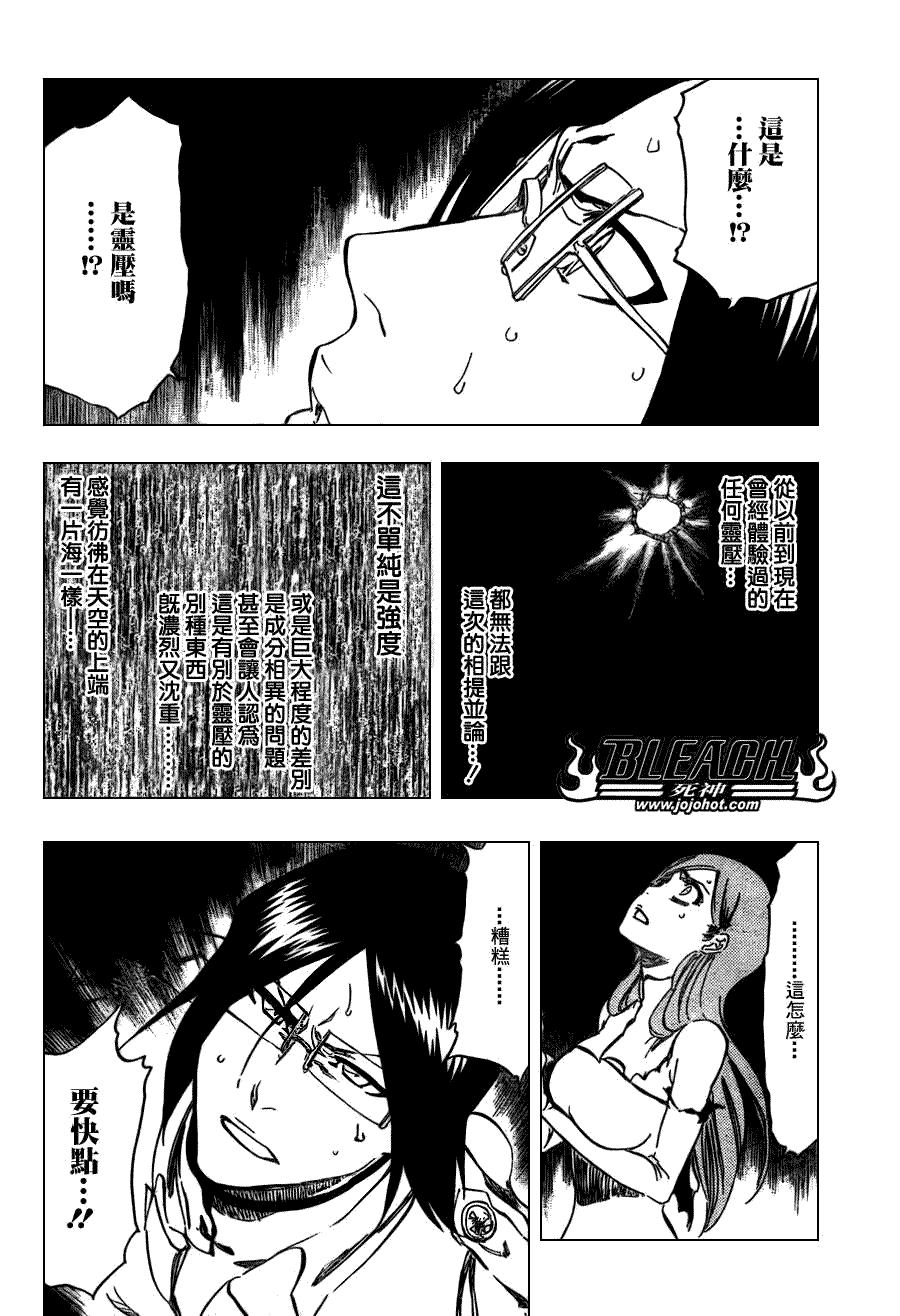 這是
…什麼…!?
是靈壓嗎
……!?
從以前到現在
曾經體驗過的
任何靈壓…
都無法跟
這次的相提並論…!
BLEACH
死神
www.jojohot.com
這不單純是強度
或是巨大程度的差別
是成分相異的問題
甚至會讓人認為
這是有別於靈壓的
別種東西
既濃烈又沈重………
感覺彷彿在天空的上端
有一片海一樣—…
………這怎麼…
……糟糕……
要快點…!!